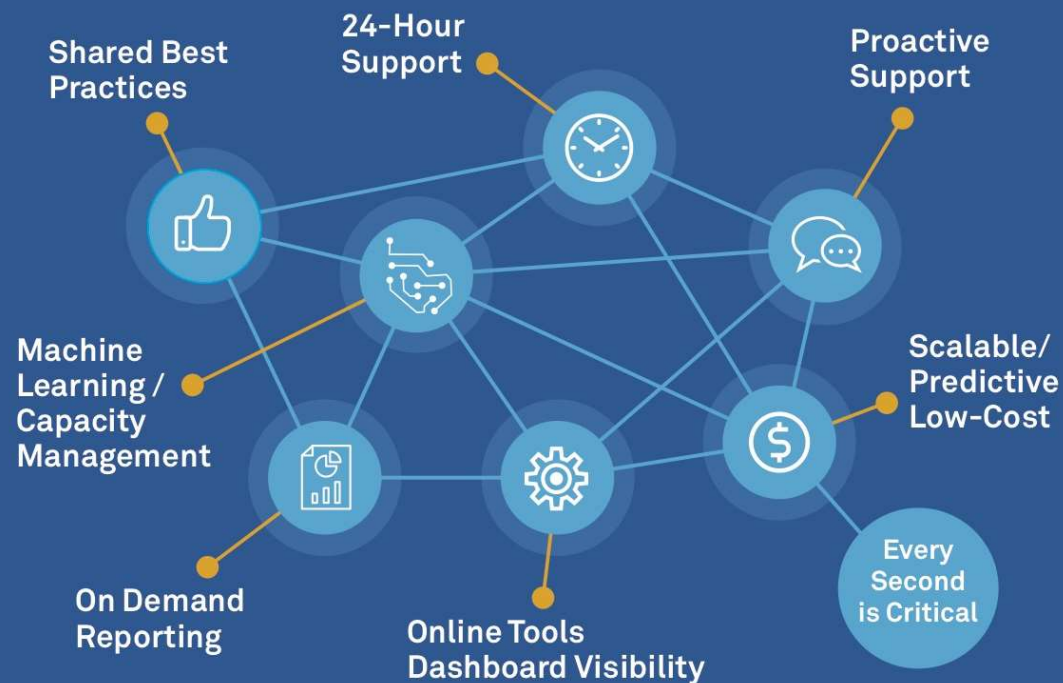 Shared Best
Practices
24-Hour
Support
Proactive
Support
Machine
Learning /
Capacity
Management
Scalable/
Predictive
Low-Cost
On Demand
Reporting
Online Tools
Dashboard Visibility
Every
Second
is Critical